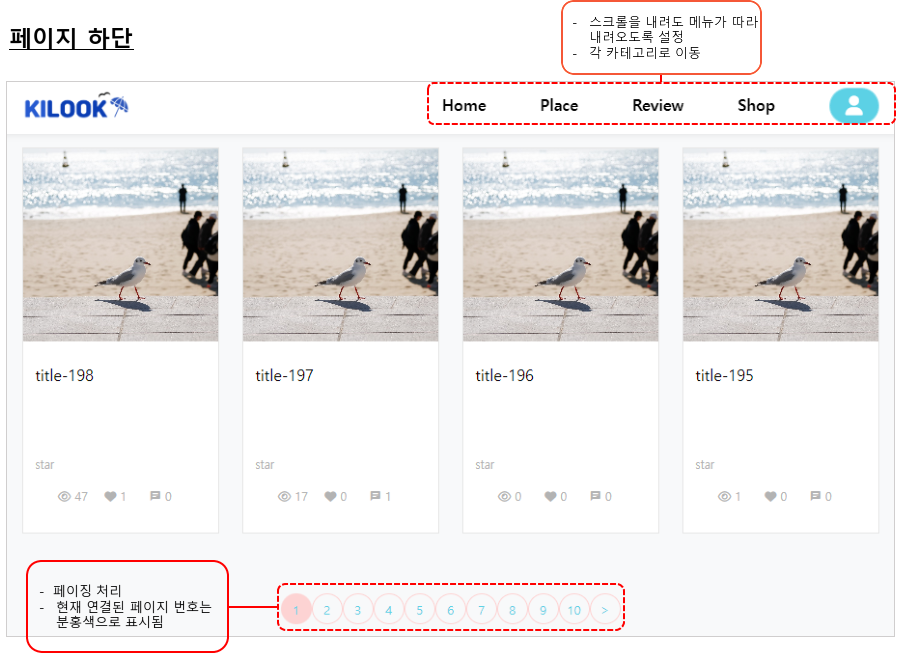 - 스크롤을 내려도 메뉴가 따라
내려오도록 설정
- 각 카테고리로 이동
페이지 하단
KILOOK
Home Place Review Shop
title-198 title-197 title-196 title-195
star star star star
47 1 0 17 0 1 0 0 0 1 0 0
- 페이징 처리
- 현재 연결된 페이지 번호는
분홍색으로 표시됨
1 2 3 4 5 6 7 8 9 10 >